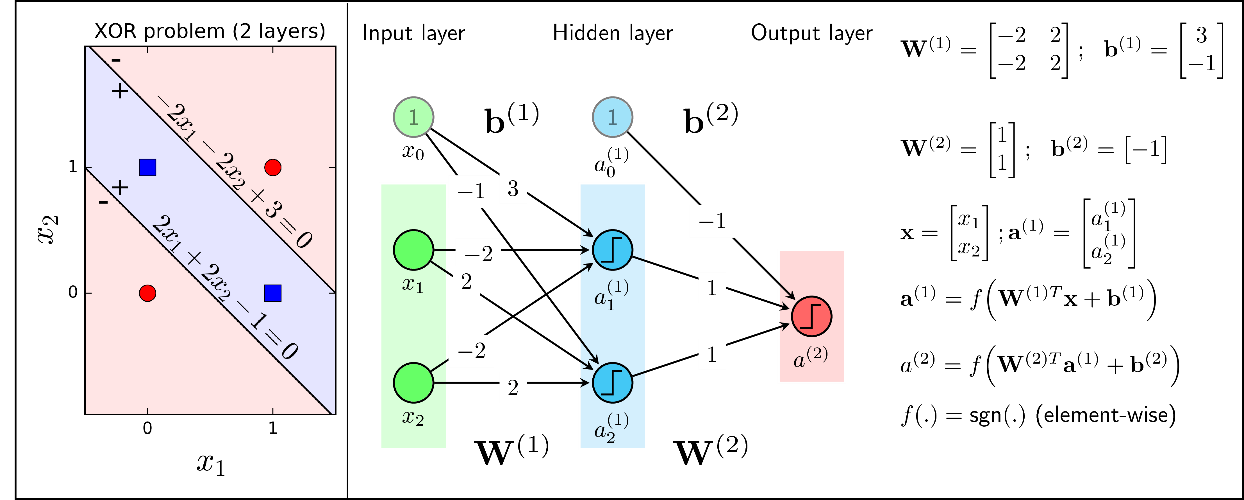 XOR problem (2 layers)
-
+
−2x₁ − 2x₂ + 3 = 0
+
-
2x₁ + 2x₂ − 1 = 0
1
0
x₂
0 1
x₁
Input layer Hidden layer Output layer
1 b⁽¹⁾ 1 b⁽²⁾
x₀ a₀⁽¹⁾
3
−1
−1
−2
2
x₁ a₁⁽¹⁾
1
−2
1
a⁽²⁾
2
x₂ a₂⁽¹⁾
W⁽¹⁾ W⁽²⁾
W⁽¹⁾ = [−2 2; −2 2] ; b⁽¹⁾ = [3; −1]
W⁽²⁾ = [1; 1] ; b⁽²⁾ = [−1]
x = [x₁; x₂] ; a⁽¹⁾ = [a₁⁽¹⁾; a₂⁽¹⁾]
a⁽¹⁾ = f(W⁽¹⁾ᵀx + b⁽¹⁾)
a⁽²⁾ = f(W⁽²⁾ᵀa⁽¹⁾ + b⁽²⁾)
f(.) = sgn(.) (element-wise)